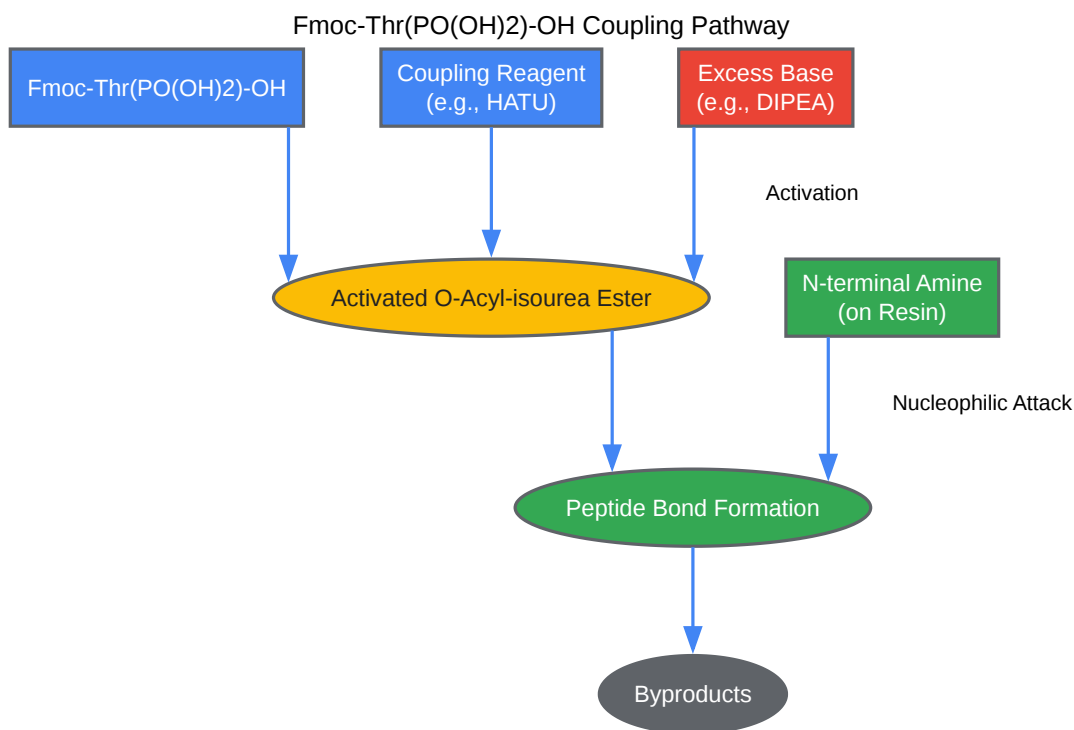 Fmoc-Thr(PO(OH)2)-OH Coupling Pathway
Fmoc-Thr(PO(OH)2)-OH
Coupling Reagent
(e.g., HATU)
Excess Base
(e.g., DIPEA)
Activation
Activated O-Acyl-isourea Ester
N-terminal Amine
(on Resin)
Nucleophilic Attack
Peptide Bond Formation
Byproducts